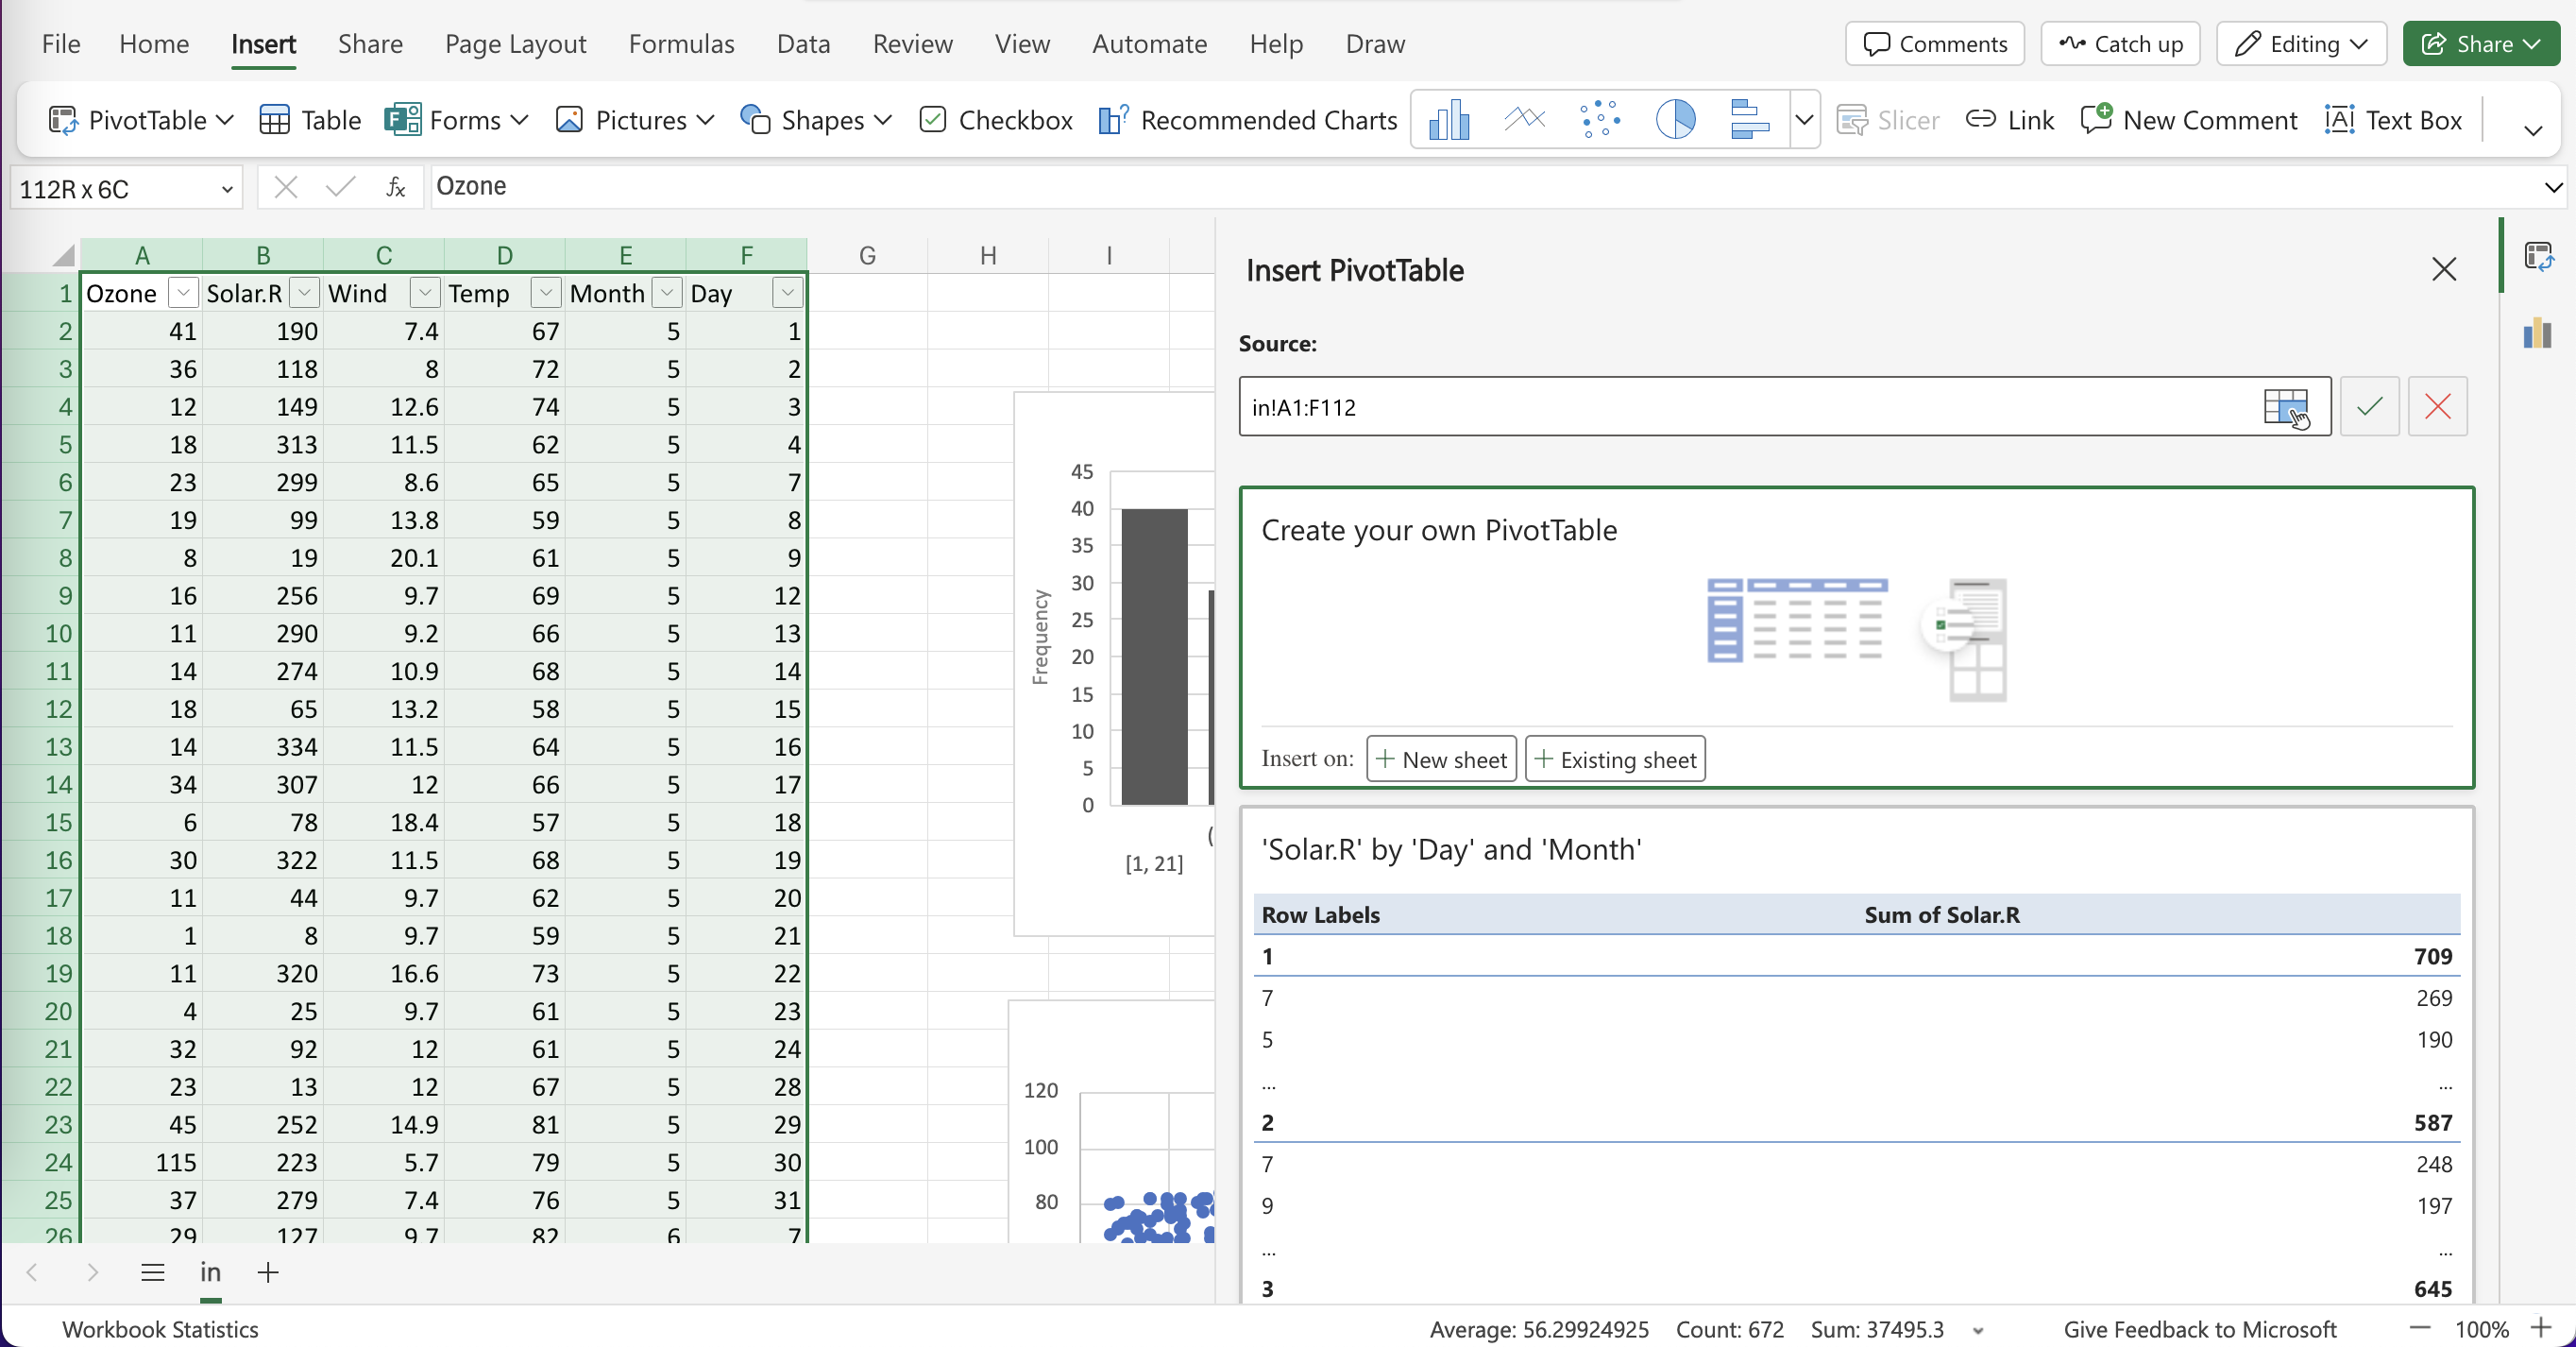 File Home Insert Share Page Layout Formulas Data Review View Automate Help Draw Comments Catch up Editing Share
PivotTable Table Forms Pictures Shapes Checkbox Recommended Charts Slicer Link New Comment Text Box
112R x 6C fx Ozone
A B C D E F G H I
1 Ozone Solar.R Wind Temp Month Day
2 41 190 7.4 67 5 1
3 36 118 8 72 5 2
4 12 149 12.6 74 5 3
5 18 313 11.5 62 5 4
6 23 299 8.6 65 5 7
7 19 99 13.8 59 5 8
8 8 19 20.1 61 5 9
9 16 256 9.7 69 5 12
10 11 290 9.2 66 5 13
11 14 274 10.9 68 5 14
12 18 65 13.2 58 5 15
13 14 334 11.5 64 5 16
14 34 307 12 66 5 17
15 6 78 18.4 57 5 18
16 30 322 11.5 68 5 19
17 11 44 9.7 62 5 20
18 1 8 9.7 59 5 21
19 11 320 16.6 73 5 22
20 4 25 9.7 61 5 23
21 32 92 12 61 5 24
22 23 13 12 67 5 28
23 45 252 14.9 81 5 29
24 115 223 5.7 79 5 30
25 37 279 7.4 76 5 31
26 29 127 9.7 82 6 7
45
40
35
30
25
20
15
10
5
0
Frequency
[1, 21]
(
120
100
80
Insert PivotTable
Source:
in!A1:F112
Create your own PivotTable
Insert on: + New sheet + Existing sheet
'Solar.R' by 'Day' and 'Month'
Row Labels Sum of Solar.R
1 709
7 269
5 190
... ...
2 587
7 248
9 197
... ...
3 645
in
Workbook Statistics Average: 56.29924925 Count: 672 Sum: 37495.3 Give Feedback to Microsoft 100%